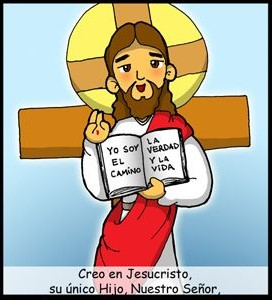 YO SOY
EL
CAMINO
LA
VERDAD
Y LA
VIDA
Creo en Jesucristo,
su único Hijo, Nuestro Señor,